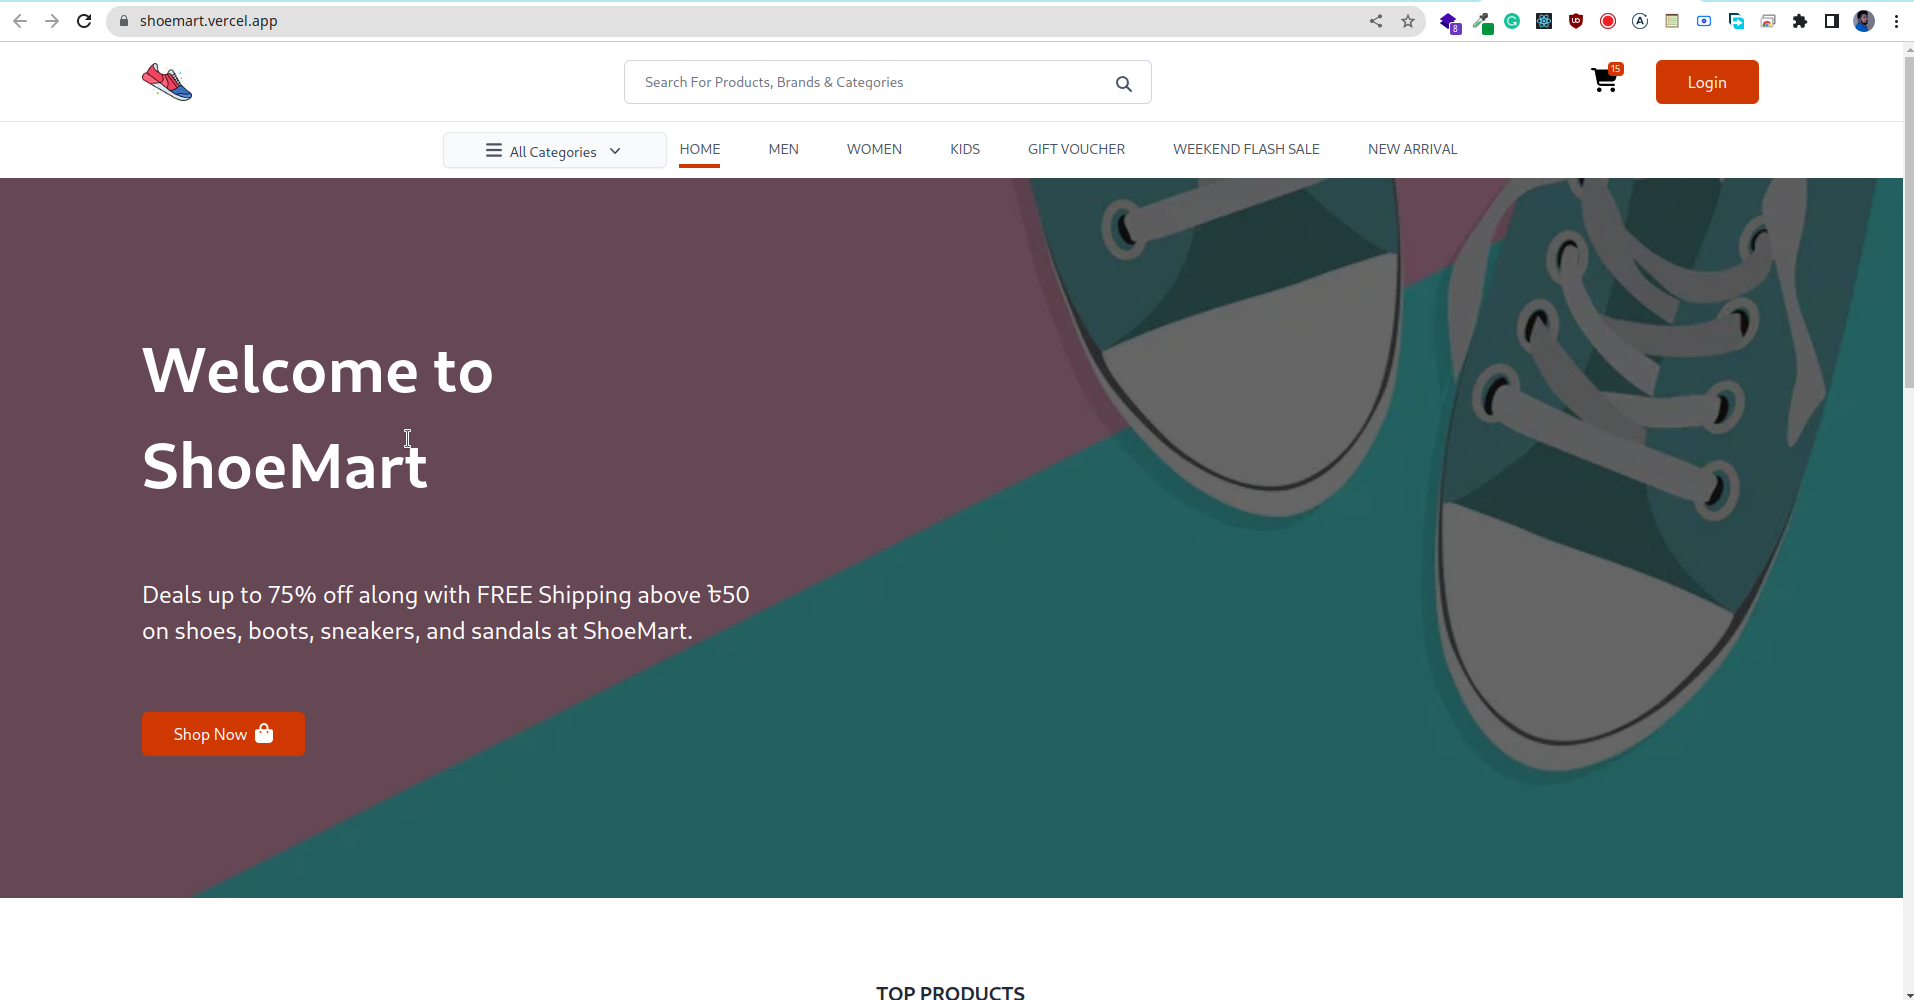 shoemart.vercel.app
8
Search For Products, Brands & Categories
15
Login
All Categories
HOME
MEN
WOMEN
KIDS
GIFT VOUCHER
WEEKEND FLASH SALE
NEW ARRIVAL
Welcome to
ShoeMart
Deals up to 75% off along with FREE Shipping above ৳50
on shoes, boots, sneakers, and sandals at ShoeMart.
Shop Now
TOP PRODUCTS